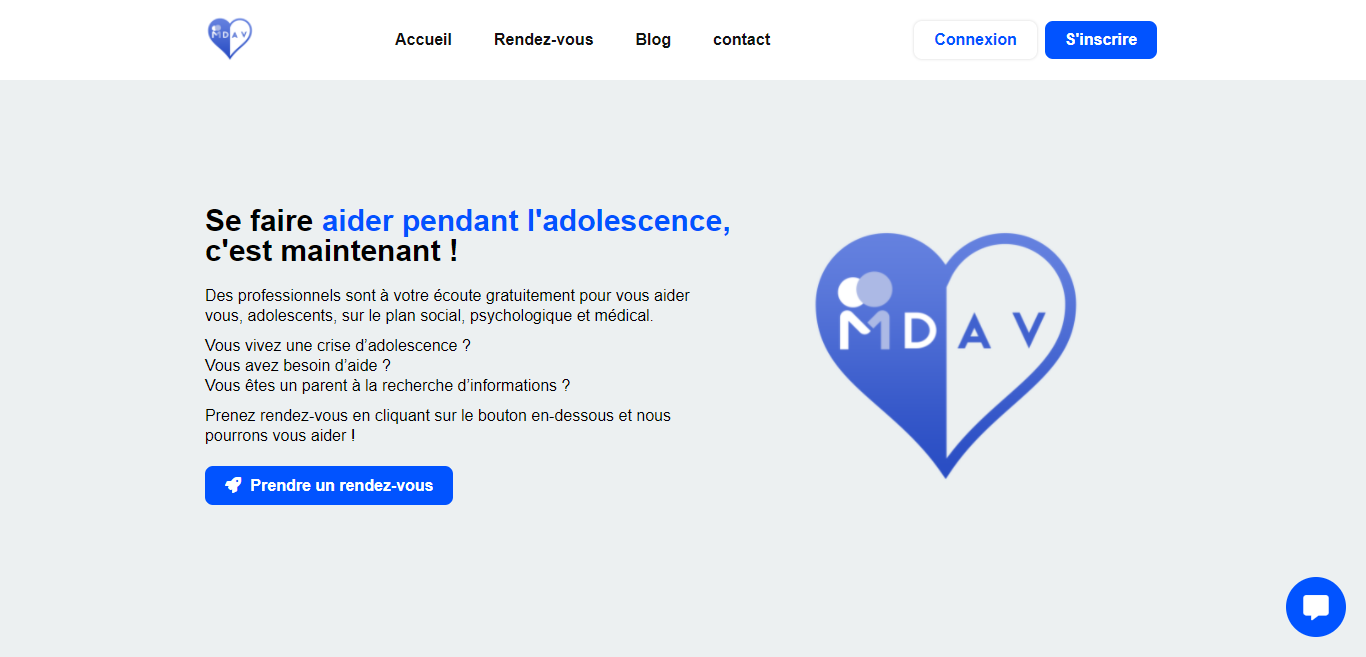 MDAV
Accueil
Rendez-vous
Blog
contact
Connexion
S'inscrire
Se faire aider pendant l'adolescence,
c'est maintenant !
Des professionnels sont à votre écoute gratuitement pour vous aider
vous, adolescents, sur le plan social, psychologique et médical.
Vous vivez une crise d’adolescence ?
Vous avez besoin d’aide ?
Vous êtes un parent à la recherche d’informations ?
Prenez rendez-vous en cliquant sur le bouton en-dessous et nous
pourrons vous aider !
Prendre un rendez-vous
MDAV